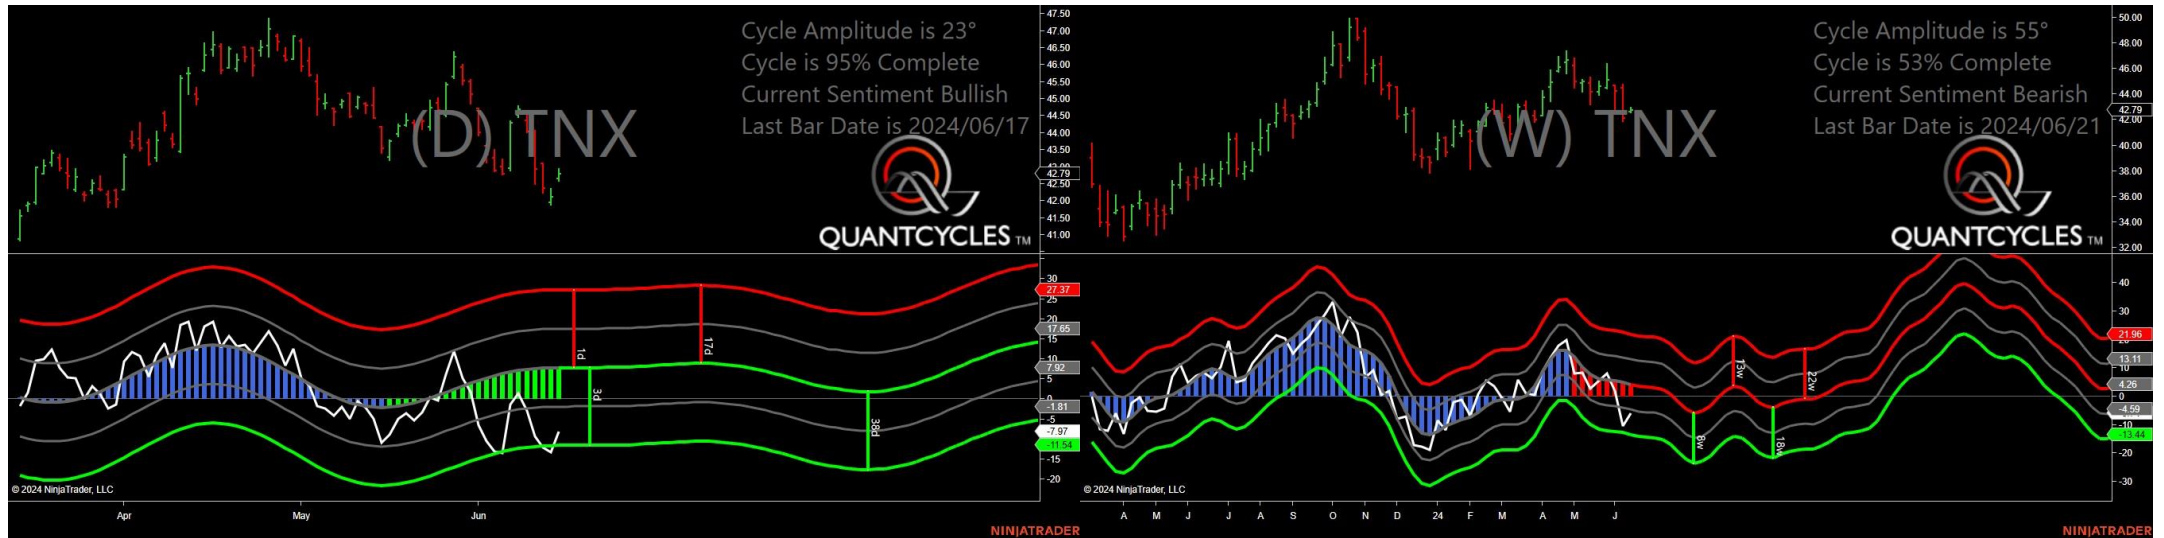 Cycle Amplitude is 23°
Cycle is 95% Complete
Current Sentiment Bullish
Last Bar Date is 2024/06/17
(D) TNX
QUANTCYCLES TM
47.50
47.00
46.50
46.00
45.50
45.00
44.50
44.00
43.50
42.79
42.50
42.00
41.50
41.00
30
27.37
25
20
17.65
15
10
7.92
5
0
-1.81
-5
-7.97
-11.54
-15
-20
1d
3d
17d
38d
© 2024 NinjaTrader, LLC
Apr
May
Jun
NINJATRADER
Cycle Amplitude is 55°
Cycle is 53% Complete
Current Sentiment Bearish
Last Bar Date is 2024/06/21
(W) TNX
QUANTCYCLES TM
50.00
48.00
46.00
44.00
42.79
42.00
40.00
38.00
36.00
34.00
32.00
40
30
21.96
13.11
10
4.26
0
-4.59
-10
-13.44
-20
-30
8w
13w
18w
22w
© 2024 NinjaTrader, LLC
A M J J A S O N D 24 F M A M J
NINJATRADER